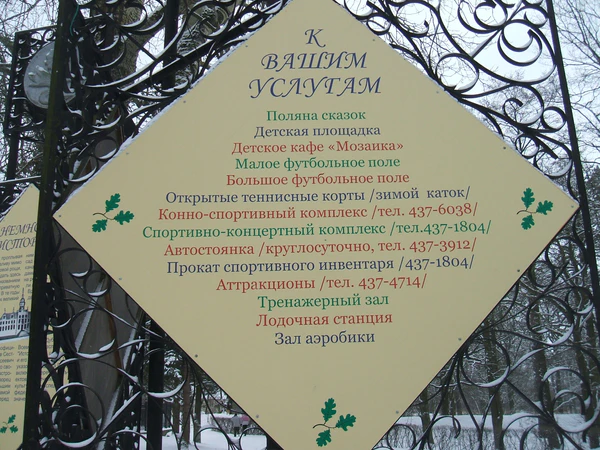 К
ВАШИМ
УСЛУГАМ
Поляна сказок
Детская площадка
Детское кафе «Мозаика»
Малое футбольное поле
Большое футбольное поле
Открытые теннисные корты /зимой каток/
Конно-спортивный комплекс /тел. 437-6038/
Спортивно-концертный комплекс /тел.437-1804/
Автостоянка /круглосуточно, тел. 437-3912/
Прокат спортивного инвентаря /437-1804/
Аттракционы /тел. 437-4714/
Тренажерный зал
Лодочная станция
Зал аэробики